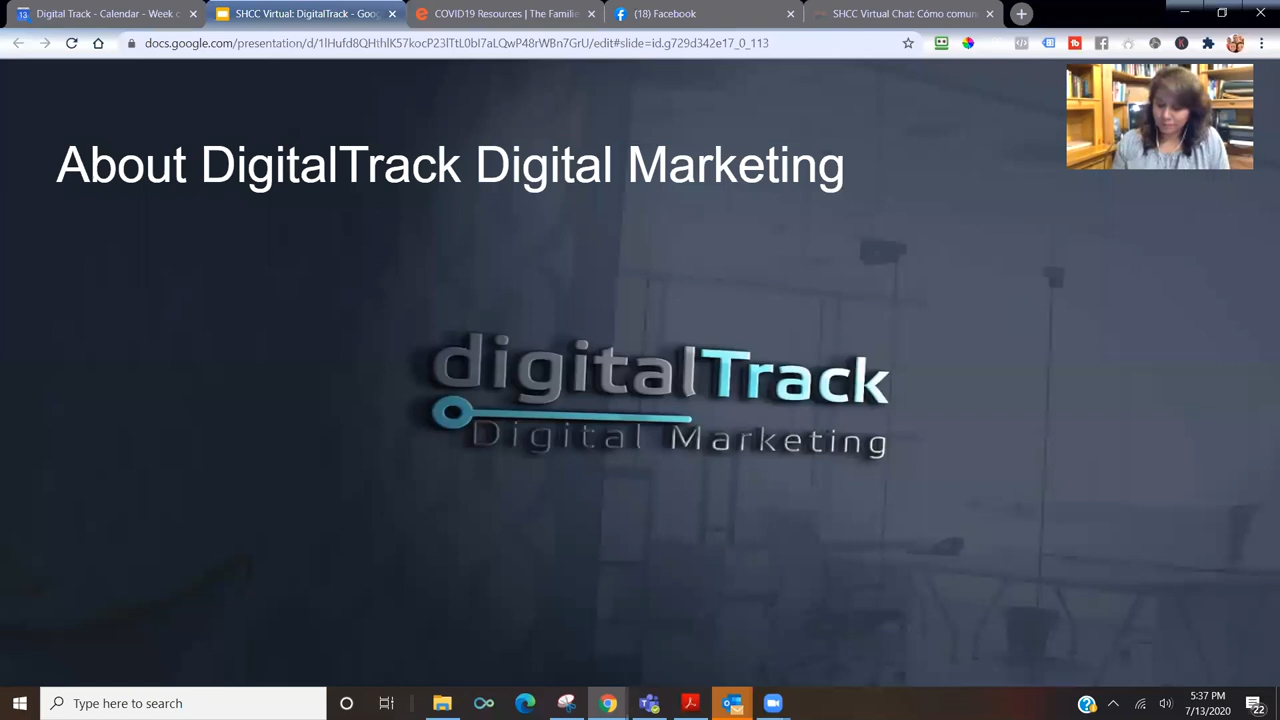 Digital Track - Calendar - Week o
SHCC Virtual: DigitalTrack - Goo
COVID19 Resources | The Familie
(18) Facebook
SHCC Virtual Chat: Cómo comun
docs.google.com/presentation/d/1lHufd8QHthlK57kocP23lTtL0bI7aLQwP48rWBn7GrU/edit#slide=id.g729d342e17_0_113
About DigitalTrack Digital Marketing
digitalTrack
Digital Marketing
Type here to search
5:37 PM
7/13/2020
22